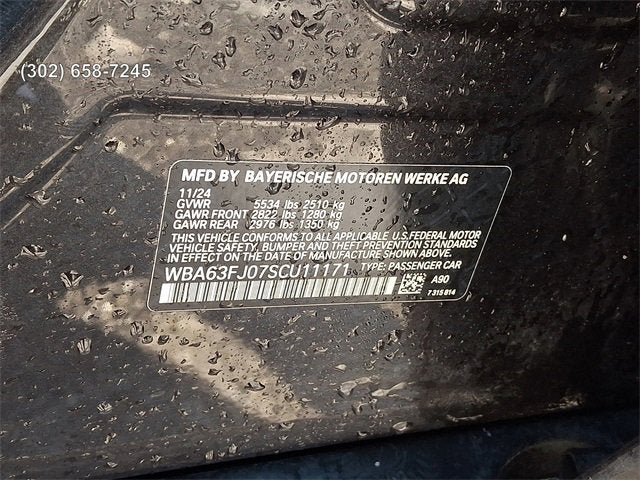 (302) 658-7245
MFD BY BAYERISCHE MOTOREN WERKE AG
11/24
GVWR 5534 lbs 2510 kg
GAWR FRONT 2822 lbs 1280 kg
GAWR REAR 2976 lbs 1350 kg
THIS VEHICLE CONFORMS TO ALL APPLICABLE U.S.FEDERAL MOTOR
VEHICLE SAFETY, BUMPER AND THEFT PREVENTION STANDARDS
IN EFFECT ON THE DATE OF MANUFACTURE SHOWN ABOVE.
WBA63FJ07SCU11171 TYPE: PASSENGER CAR
A90
7315814